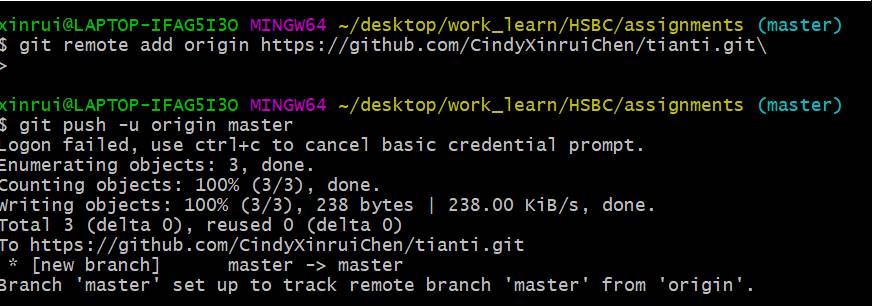 xinrui@LAPTOP-IFAG5I3O MINGW64 ~/desktop/work_learn/HSBC/assignments (master)
$ git remote add origin https://github.com/CindyXinruiChen/tianti.git\
>
xinrui@LAPTOP-IFAG5I3O MINGW64 ~/desktop/work_learn/HSBC/assignments (master)
$ git push -u origin master
Logon failed, use ctrl+c to cancel basic credential prompt.
Enumerating objects: 3, done.
Counting objects: 100% (3/3), done.
Writing objects: 100% (3/3), 238 bytes | 238.00 KiB/s, done.
Total 3 (delta 0), reused 0 (delta 0)
To https://github.com/CindyXinruiChen/tianti.git
 * [new branch]      master -> master
Branch 'master' set up to track remote branch 'master' from 'origin'.